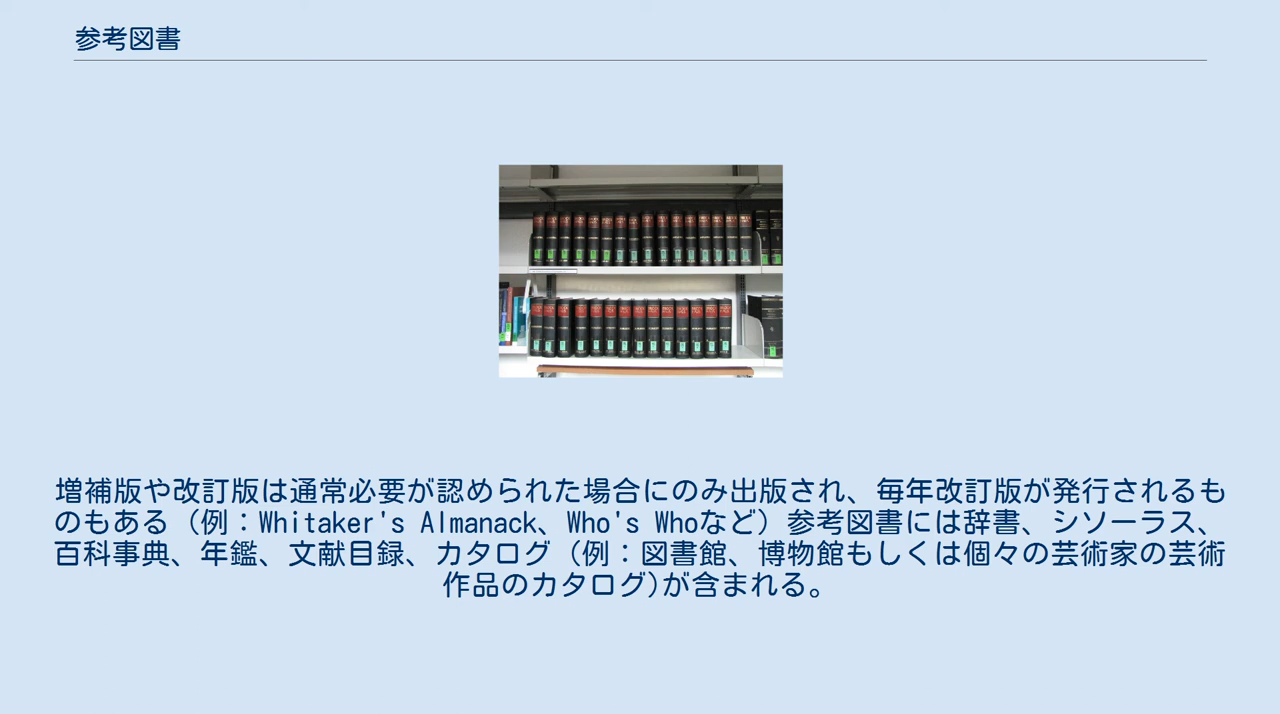 参考図書
増補版や改訂版は通常必要が認められた場合にのみ出版され、毎年改訂版が発行されるも
のもある（例：Whitaker's Almanack、Who's Whoなど）参考図書には辞書、シソーラス、
百科事典、年鑑、文献目録、カタログ（例：図書館、博物館もしくは個々の芸術家の芸術
作品のカタログ)が含まれる。